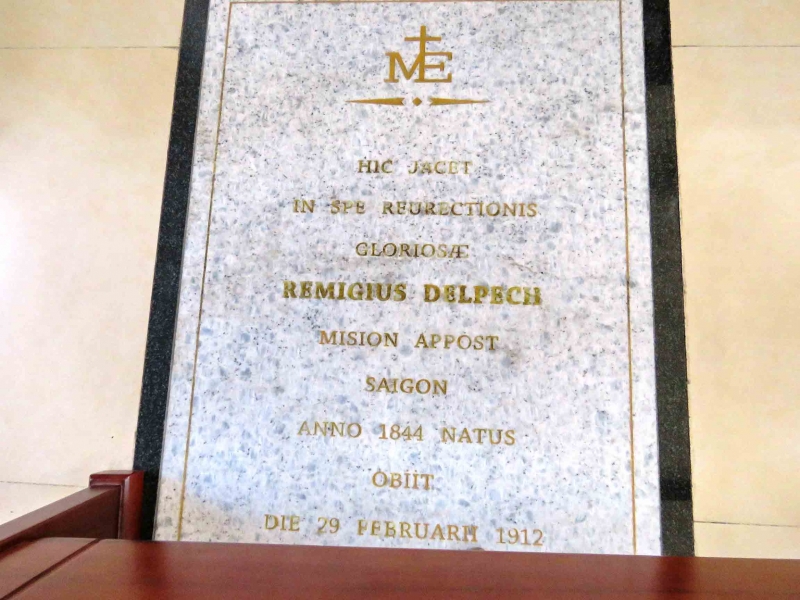 ME
HIC JACET
IN SPE REURECTIONIS
GLORIOSÆ
REMIGIUS DELPECH
MISION APPOST
SAIGON
ANNO 1844 NATUS
OBIIT
DIE 29 FEBRUARII 1912